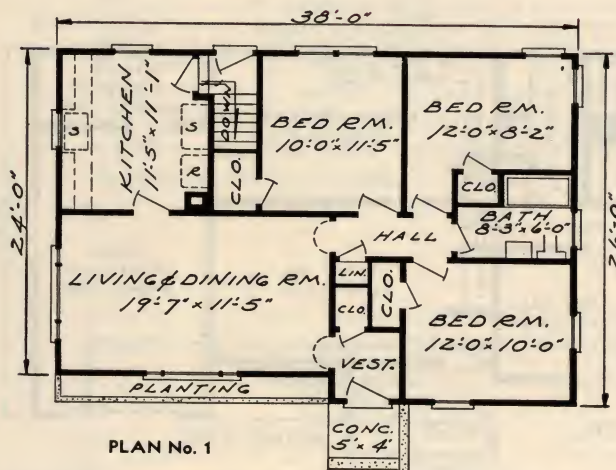 38'-0"
24'-0"
KITCHEN
11'-5" x 11'-1"
S
S
R
DOWN
CLO.
BED RM.
10'-0" x 11'-5"
BED RM.
12'-0" x 8'-2"
CLO.
BATH
8'-3" x 6'-0"
HALL
LIVING & DINING RM.
19'-7" x 11'-5"
LIN.
CLO.
CLO.
BED RM.
12'-0" x 10'-0"
VEST.
PLANTING
CONC.
5' x 4'
PLAN No. 1